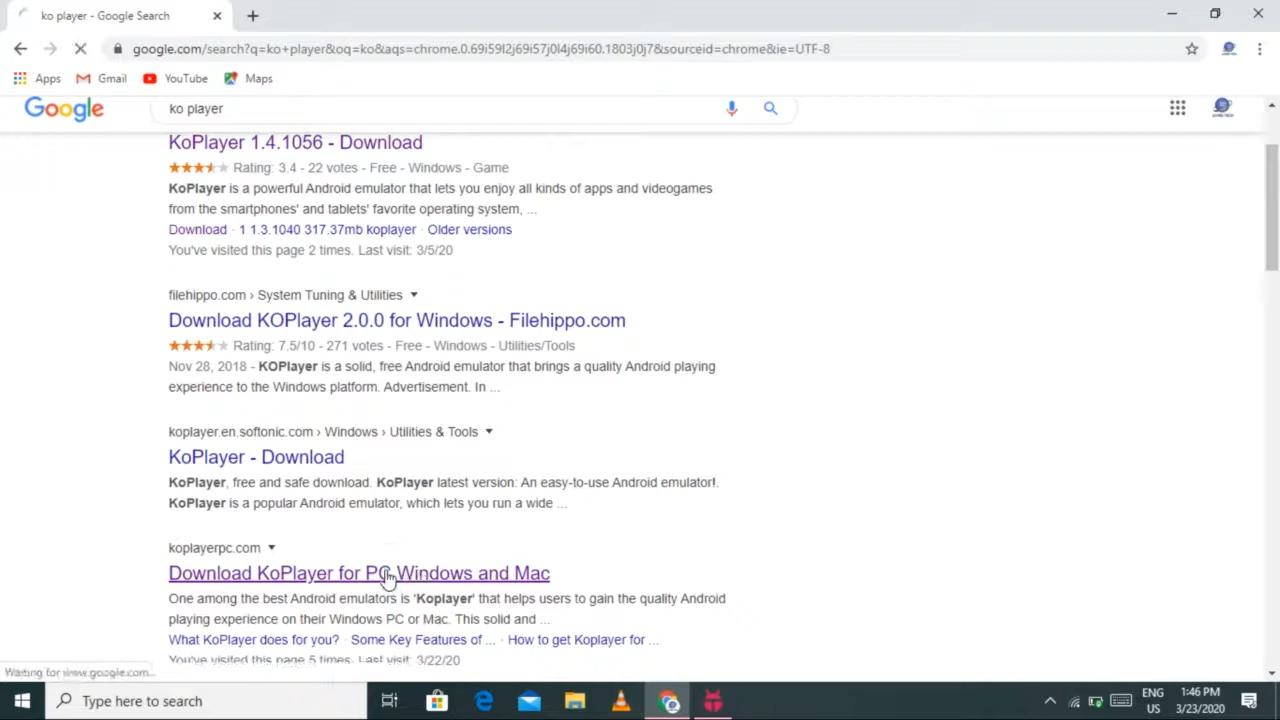 ko player - Google Search
google.com/search?q=ko+player&oq=ko&aqs=chrome.0.69i59l2j69i57j0l4j69i60.1803j0j7&sourceid=chrome&ie=UTF-8
Apps Gmail YouTube Maps
Google ko player
KoPlayer 1.4.1056 - Download
Rating: 3.4 - 22 votes - Free - Windows - Game
KoPlayer is a powerful Android emulator that lets you enjoy all kinds of apps and videogames
from the smartphones' and tablets' favorite operating system, ...
Download · 1 1.3.1040 317.37mb koplayer · Older versions
You've visited this page 2 times. Last visit: 3/5/20
filehippo.com › System Tuning & Utilities
Download KOPlayer 2.0.0 for Windows - Filehippo.com
Rating: 7.5/10 - 271 votes - Free - Windows - Utilities/Tools
Nov 28, 2018 - KOPlayer is a solid, free Android emulator that brings a quality Android playing
experience to the Windows platform. Advertisement. In ...
koplayer.en.softonic.com › Windows › Utilities & Tools
KoPlayer - Download
KoPlayer, free and safe download. KoPlayer latest version: An easy-to-use Android emulator!.
KoPlayer is a popular Android emulator, which lets you run a wide ...
koplayerpc.com
Download KoPlayer for PC Windows and Mac
One among the best Android emulators is 'Koplayer' that helps users to gain the quality Android
playing experience on their Windows PC or Mac. This solid and ...
What KoPlayer does for you? · Some Key Features of ... · How to get Koplayer for ...
You've visited this page 5 times. Last visit: 3/22/20
Waiting for www.google.com...
Type here to search
ENG
US
1:46 PM
3/23/2020